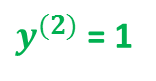 y⁽²⁾ = 1